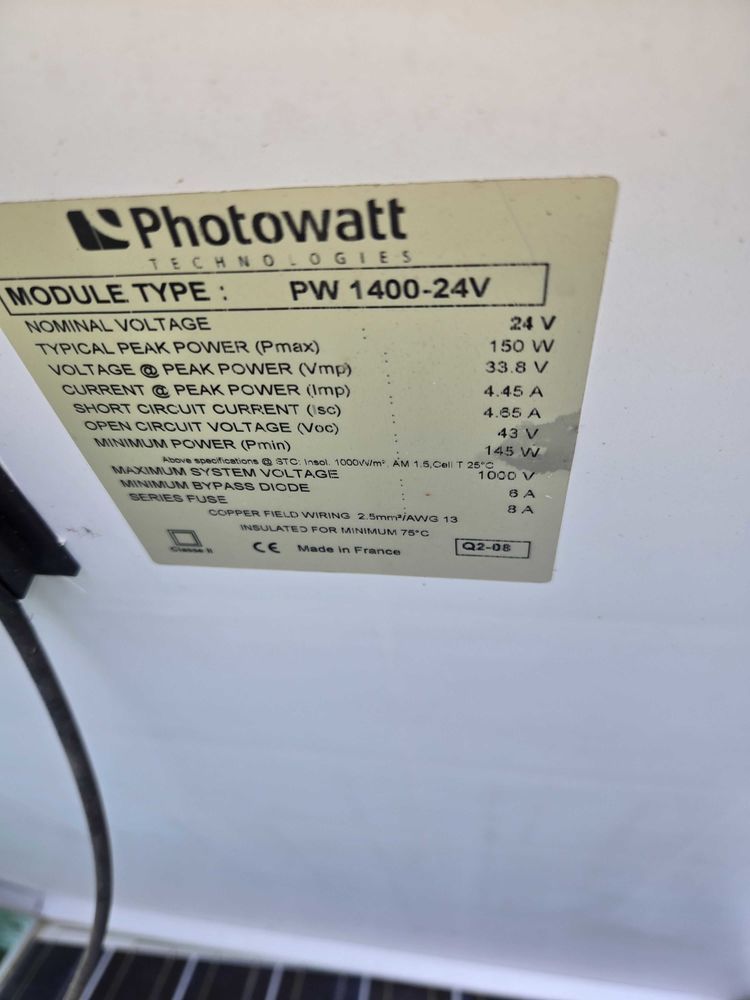 Photowatt
TECHNOLOGIES
MODULE TYPE : PW 1400-24V
NOMINAL VOLTAGE : 24 V
TYPICAL PEAK POWER (Pmax) : 150 W
VOLTAGE @ PEAK POWER (Vmp) : 33.8 V
CURRENT @ PEAK POWER (Imp) : 4.45 A
SHORT CIRCUIT CURRENT (Isc) : 4.65 A
OPEN CIRCUIT VOLTAGE (Voc) : 43 V
MINIMUM POWER (Pmin) : 145 W
Above specifications @ STC: Insol. 1000W/m², AM 1.5, Cell T 25°C
MAXIMUM SYSTEM VOLTAGE : 1000 V
MINIMUM BYPASS DIODE : 6 A
SERIES FUSE : 8 A
COPPER FIELD WIRING 2.5mm²/AWG 13
INSULATED FOR MINIMUM 75°C
Classe II CE Made in France Q2-08